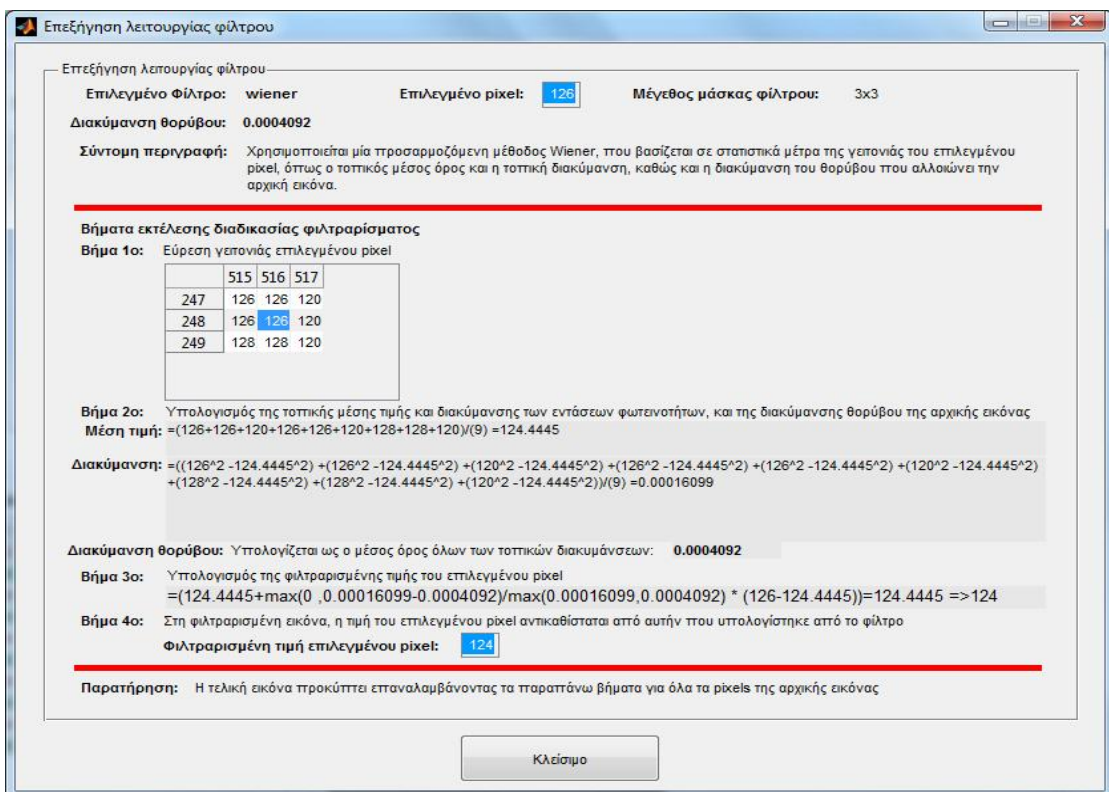 Επεξήγηση λειτουργίας φίλτρου
Επεξήγηση λειτουργίας φίλτρου
Επιλεγμένο Φίλτρο: wiener Επιλεγμένο pixel: 126 Μέγεθος μάσκας φίλτρου: 3x3
Διακύμανση θορύβου: 0.0004092
Σύντομη περιγραφή: Χρησιμοποιείται μία προσαρμοζόμενη μέθοδος Wiener, που βασίζεται σε στατιστικά μέτρα της γειτονιάς του επιλεγμένου
pixel, όπως ο τοπικός μέσος όρος και η τοπική διακύμανση, καθώς και η διακύμανση του θορύβου που αλλοιώνει την
αρχική εικόνα.
Βήματα εκτέλεσης διαδικασία φιλτραρίσματος
Βήμα 1ο: Εύρεση γειτονιάς επιλεγμένου pixel
515 516 517
247 126 126 120
248 126 126 120
249 128 128 120
Βήμα 2ο: Υπολογισμός της τοπικής μέσης τιμής και διακύμανσης των εντάσεων φωτεινοτήτων, και της διακύμανσης θορύβου της αρχικής εικόνας
Μέση τιμή: =(126+126+120+126+126+120+128+128+120)/(9) =124.4445
Διακύμανση: =((126^2 -124.4445^2) +(126^2 -124.4445^2) +(120^2 -124.4445^2) +(126^2 -124.4445^2) +(126^2 -124.4445^2) +(120^2 -124.4445^2)
+(128^2 -124.4445^2) +(128^2 -124.4445^2) +(120^2 -124.4445^2))/(9) =0.00016099
Διακύμανση θορύβου: Υπολογίζεται ως ο μέσος όρος όλων των τοπικών διακυμάνσεων: 0.0004092
Βήμα 3ο: Υπολογισμός της φιλτραρισμένης τιμής του επιλεγμένου pixel
=(124.4445+max(0 ,0.00016099-0.0004092)/max(0.00016099,0.0004092) * (126-124.4445))=124.4445 =>124
Βήμα 4ο: Στη φιλτραρισμένη εικόνα, η τιμή του επιλεγμένου pixel αντικαθίσταται από αυτήν που υπολογίστηκε από το φίλτρο
Φιλτραρισμένη τιμή επιλεγμένου pixel: 124
Παρατήρηση: Η τελική εικόνα προκύπτει επαναλαμβάνοντας τα παραπάνω βήματα για όλα τα pixels της αρχικής εικόνας
Κλείσιμο